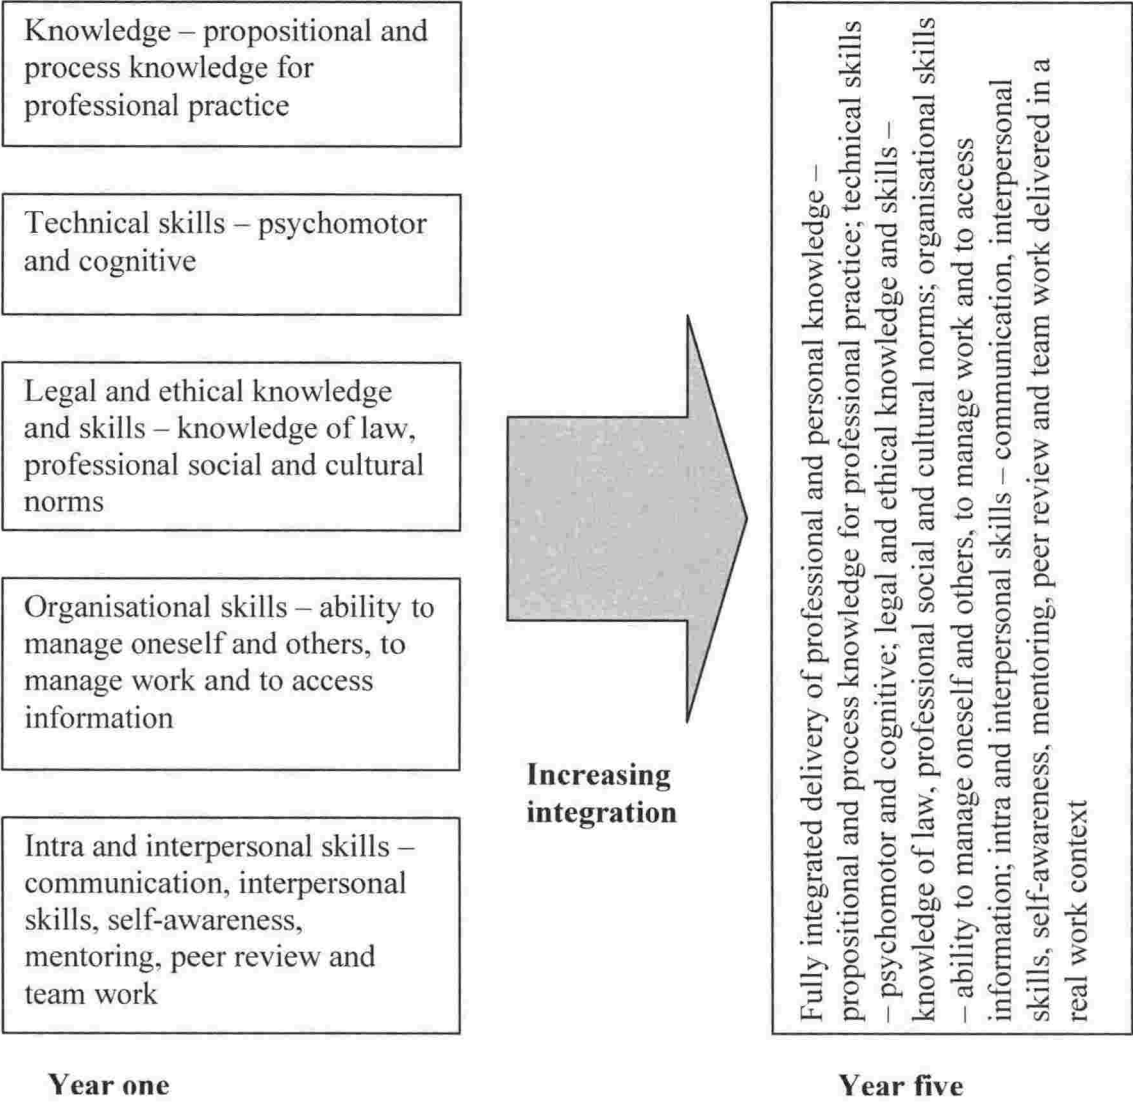 Knowledge – propositional and
process knowledge for
professional practice
Technical skills – psychomotor
and cognitive
Legal and ethical knowledge
and skills – knowledge of law,
professional social and cultural
norms
Organisational skills – ability to
manage oneself and others, to
manage work and to access
information
Intra and interpersonal skills –
communication, interpersonal
skills, self-awareness,
mentoring, peer review and
team work
Year one
Increasing
integration
Fully integrated delivery of professional and personal knowledge –
propositional and process knowledge for professional practice; technical skills
– psychomotor and cognitive; legal and ethical knowledge and skills –
knowledge of law, professional social and cultural norms; organisational skills
– ability to manage oneself and others, to manage work and to access
information; intra and interpersonal skills – communication, interpersonal
skills, self-awareness, mentoring, peer review and team work delivered in a
real work context
Year five